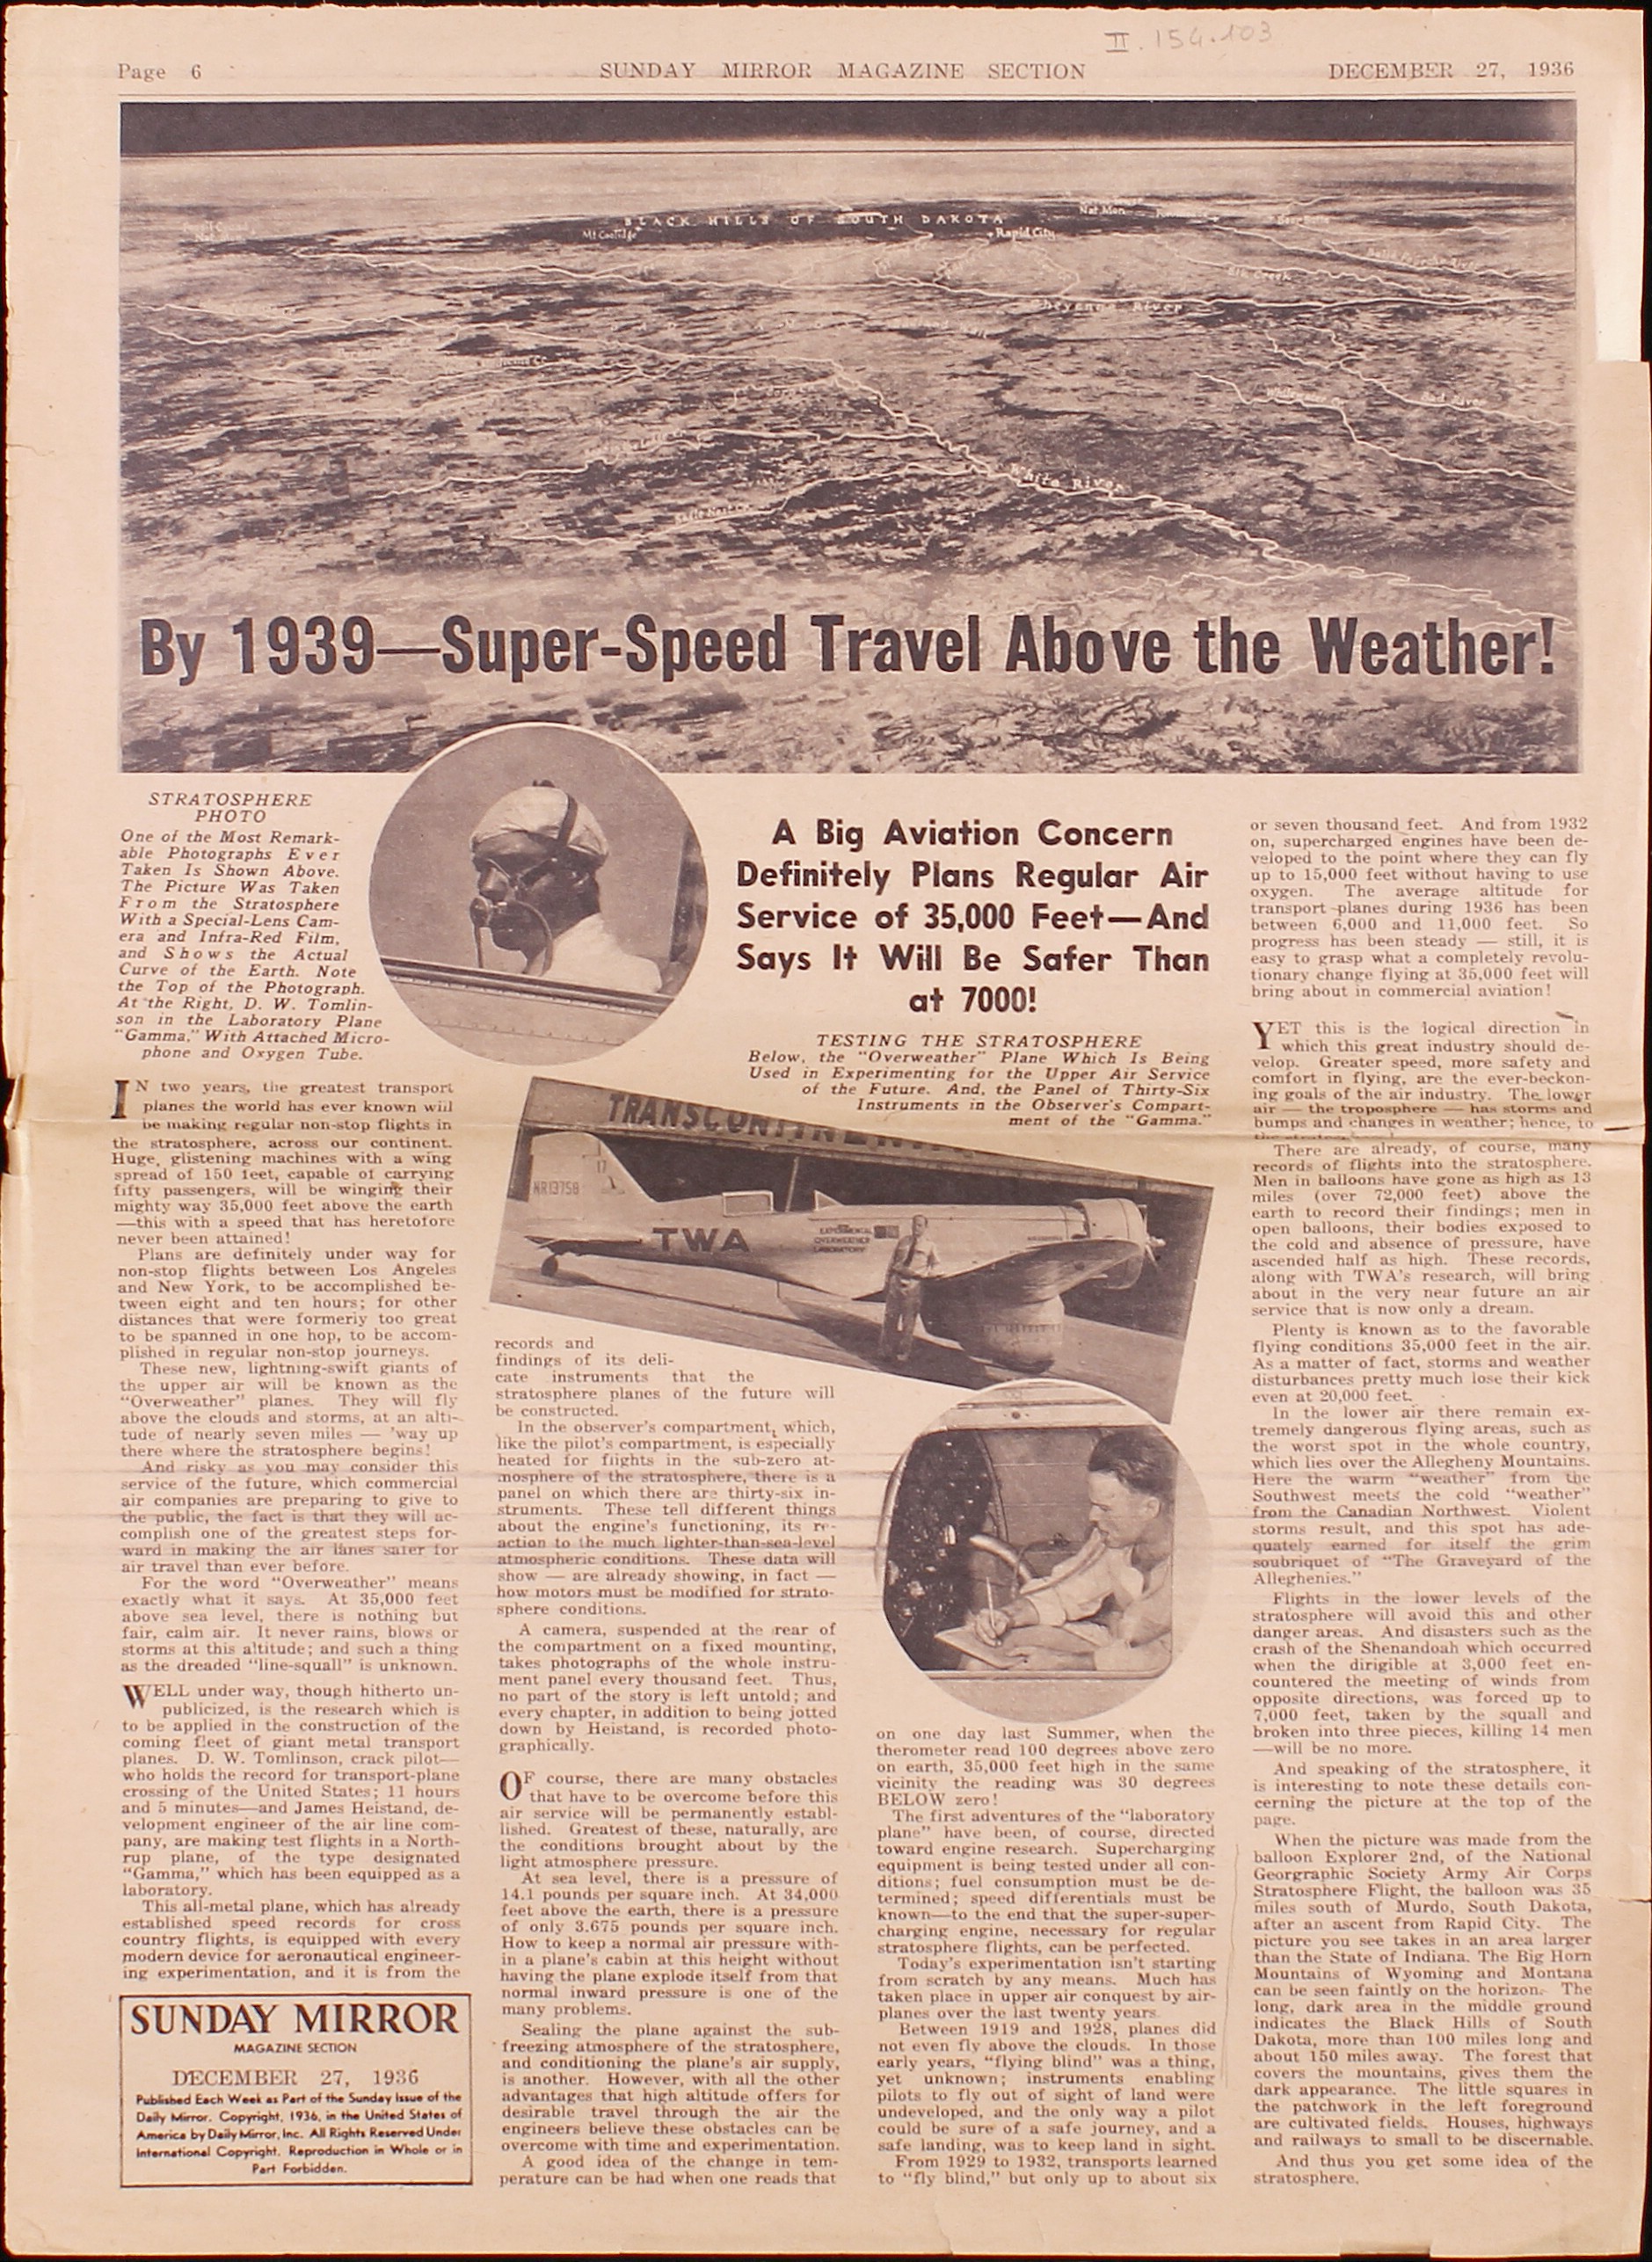 II.154.103
Page 6
SUNDAY MIRROR MAGAZINE SECTION
DECEMBER 27, 1936
BLACK HILLS OF SOUTH DAKOTA
Mt Coolidge
Rapid City
Nat Mon
Elk Creek
Cheyenne River
Bad River
White River
By 1939—Super-Speed Travel Above the Weather!
STRATOSPHERE
PHOTO
One of the Most Remark-
able Photographs Ever
Taken Is Shown Above.
The Picture Was Taken
From the Stratosphere
With a Special-Lens Cam-
era and Infra-Red Film,
and Shows the Actual
Curve of the Earth. Note
the Top of the Photograph.
At the Right, D. W. Tomlin-
son in the Laboratory Plane
"Gamma," With Attached Micro-
phone and Oxygen Tube.
A Big Aviation Concern
Definitely Plans Regular Air
Service of 35,000 Feet—And
Says It Will Be Safer Than
at 7000!
TESTING THE STRATOSPHERE
Below, the "Overweather" Plane Which Is Being
Used in Experimenting for the Upper Air Service
of the Future. And, the Panel of Thirty-Six
Instruments in the Observer's Compart-
ment of the "Gamma."
TRANSCONTINEN
17
NR13758
TWA
EXPERIMENTAL
OVERWEATHER
LABORATORY
IN two years, the greatest transport
planes the world has ever known will
be making regular non-stop flights in
the stratosphere, across our continent.
Huge, glistening machines with a wing
spread of 150 feet, capable of carrying
fifty passengers, will be winging their
mighty way 35,000 feet above the earth
—this with a speed that has heretofore
never been attained!
Plans are definitely under way for
non-stop flights between Los Angeles
and New York, to be accomplished be-
tween eight and ten hours; for other
distances that were formerly too great
to be spanned in one hop, to be accom-
plished in regular non-stop journeys.
These new, lightning-swift giants of
the upper air will be known as the
"Overweather" planes. They will fly
above the clouds and storms, at an alti-
tude of nearly seven miles — 'way up
there where the stratosphere begins!
And risky as you may consider this
service of the future, which commercial
air companies are preparing to give to
the public, the fact is that they will ac-
complish one of the greatest steps for-
ward in making the air lanes safer for
air travel than ever before.
For the word "Overweather" means
exactly what it says. At 35,000 feet
above sea level, there is nothing but
fair, calm air. It never rains, blows or
storms at this altitude; and such a thing
as the dreaded "line-squall" is unknown.
WELL under way, though hitherto un-
publicized, is the research which is
to be applied in the construction of the
coming fleet of giant metal transport
planes. D. W. Tomlinson, crack pilot—
who holds the record for transport-plane
crossing of the United States; 11 hours
and 5 minutes—and James Heistand, de-
velopment engineer of the air line com-
pany, are making test flights in a North-
rup plane, of the type designated
"Gamma," which has been equipped as a
laboratory.
This all-metal plane, which has already
established speed records for cross
country flights, is equipped with every
modern device for aeronautical engineer-
ing experimentation, and it is from the
SUNDAY MIRROR
MAGAZINE SECTION
DECEMBER 27, 1936
Published Each Week as Part of the Sunday Issue of the
Daily Mirror. Copyright, 1936, in the United States of
America by Daily Mirror, Inc. All Rights Reserved Under
International Copyright. Reproduction in Whole or in
Part Forbidden.
records and
findings of its deli-
cate instruments that the
stratosphere planes of the future will
be constructed.
In the observer's compartment, which,
like the pilot's compartment, is especially
heated for flights in the sub-zero at-
mosphere of the stratosphere, there is a
panel on which there are thirty-six in-
struments. These tell different things
about the engine's functioning, its re-
action to the much lighter-than-sea-level
atmospheric conditions. These data will
show — are already showing, in fact —
how motors must be modified for strato-
sphere conditions.
A camera, suspended at the rear of
the compartment on a fixed mounting,
takes photographs of the whole instru-
ment panel every thousand feet. Thus,
no part of the story is left untold; and
every chapter, in addition to being jotted
down by Heistand, is recorded photo-
graphically.
OF course, there are many obstacles
that have to be overcome before this
air service will be permanently establ-
lished. Greatest of these, naturally, are
the conditions brought about by the
light atmosphere pressure.
At sea level, there is a pressure of
14.1 pounds per square inch. At 34,000
feet above the earth, there is a pressure
of only 3.675 pounds per square inch.
How to keep a normal air pressure with-
in a plane's cabin at this height without
having the plane explode itself from that
normal inward pressure is one of the
many problems.
Sealing the plane against the sub-
freezing atmosphere of the stratosphere,
and conditioning the plane's air supply,
is another. However, with all the other
advantages that high altitude offers for
desirable travel through the air the
engineers believe these obstacles can be
overcome with time and experimentation.
A good idea of the change in tem-
perature can be had when one reads that
on one day last Summer, when the
therometer read 100 degrees above zero
on earth, 35,000 feet high in the same
vicinity the reading was 30 degrees
BELOW zero!
The first adventures of the "laboratory
plane" have been, of course, directed
toward engine research. Supercharging
equipment is being tested under all con-
ditions; fuel consumption must be de-
termined; speed differentials must be
known—to the end that the super-super-
charging engine, necessary for regular
stratosphere flights, can be perfected.
Today's experimentation isn't starting
from scratch by any means. Much has
taken place in upper air conquest by air-
planes over the last twenty years.
Between 1919 and 1928, planes did
not even fly above the clouds. In those
early years, "flying blind" was a thing,
yet unknown; instruments enabling
pilots to fly out of sight of land were
undeveloped, and the only way a pilot
could be sure of a safe journey, and a
safe landing, was to keep land in sight.
From 1929 to 1932, transports learned
to "fly blind," but only up to about six
or seven thousand feet. And from 1932
on, supercharged engines have been de-
veloped to the point where they can fly
up to 15,000 feet without having to use
oxygen. The average altitude for
transport planes during 1936 has been
between 6,000 and 11,000 feet. So
progress has been steady — still, it is
easy to grasp what a completely revolu-
tionary change flying at 35,000 feet will
bring about in commercial aviation!
YET this is the logical direction in
which this great industry should de-
velop. Greater speed, more safety and
comfort in flying, are the ever-beckon-
ing goals of the air industry. The lower
air — the troposphere — has storms and
bumps and changes in weather; hence, to
There are already, of course, many
records of flights into the stratosphere.
Men in balloons have gone as high as 13
miles (over 72,000 feet) above the
earth to record their findings; men in
open balloons, their bodies exposed to
the cold and absence of pressure, have
ascended half as high. These records,
along with TWA's research, will bring
about in the very near future an air
service that is now only a dream.
Plenty is known as to the favorable
flying conditions 35,000 feet in the air.
As a matter of fact, storms and weather
disturbances pretty much lose their kick
even at 20,000 feet.
In the lower air there remain ex-
tremely dangerous flying areas, such as
the worst spot in the whole country,
which lies over the Allegheny Mountains.
Here the warm "weather" from the
Southwest meets the cold "weather"
from the Canadian Northwest. Violent
storms result, and this spot has ade-
quately earned for itself the grim
soubriquet of "The Graveyard of the
Alleghenies."
Flights in the lower levels of the
stratosphere will avoid this and other
danger areas. And disasters such as the
crash of the Shenandoah which occurred
when the dirigible at 3,000 feet en-
countered the meeting of winds from
opposite directions, was forced up to
7,000 feet, taken by the squall and
broken into three pieces, killing 14 men
—will be no more.
And speaking of the stratosphere, it
is interesting to note these details con-
cerning the picture at the top of the
page.
When the picture was made from the
balloon Explorer 2nd, of the National
Georgraphic Society Army Air Corps
Stratosphere Flight, the balloon was 35
miles south of Murdo, South Dakota,
after an ascent from Rapid City. The
picture you see takes in an area larger
than the State of Indiana. The Big Horn
Mountains of Wyoming and Montana
can be seen faintly on the horizon. The
long, dark area in the middle ground
indicates the Black Hills of South
Dakota, more than 100 miles long and
about 150 miles away. The forest that
covers the mountains, gives them the
dark appearance. The little squares in
the patchwork in the left foreground
are cultivated fields. Houses, highways
and railways to small to be discernable.
And thus you get some idea of the
stratosphere.